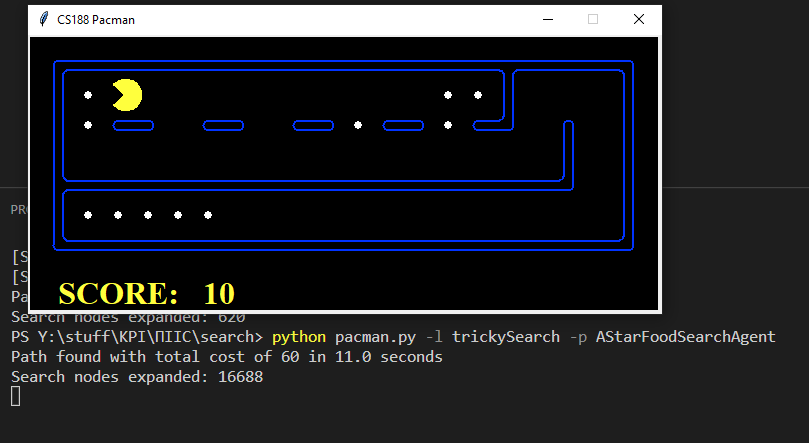 CS188 Pacman
SCORE: 10
PS Y:\stuff\KPI\ПІІС\search> python pacman.py -l trickySearch -p AStarFoodSearchAgent
Search nodes expanded: 620
Path found with total cost of 60 in 11.0 seconds
Search nodes expanded: 16688